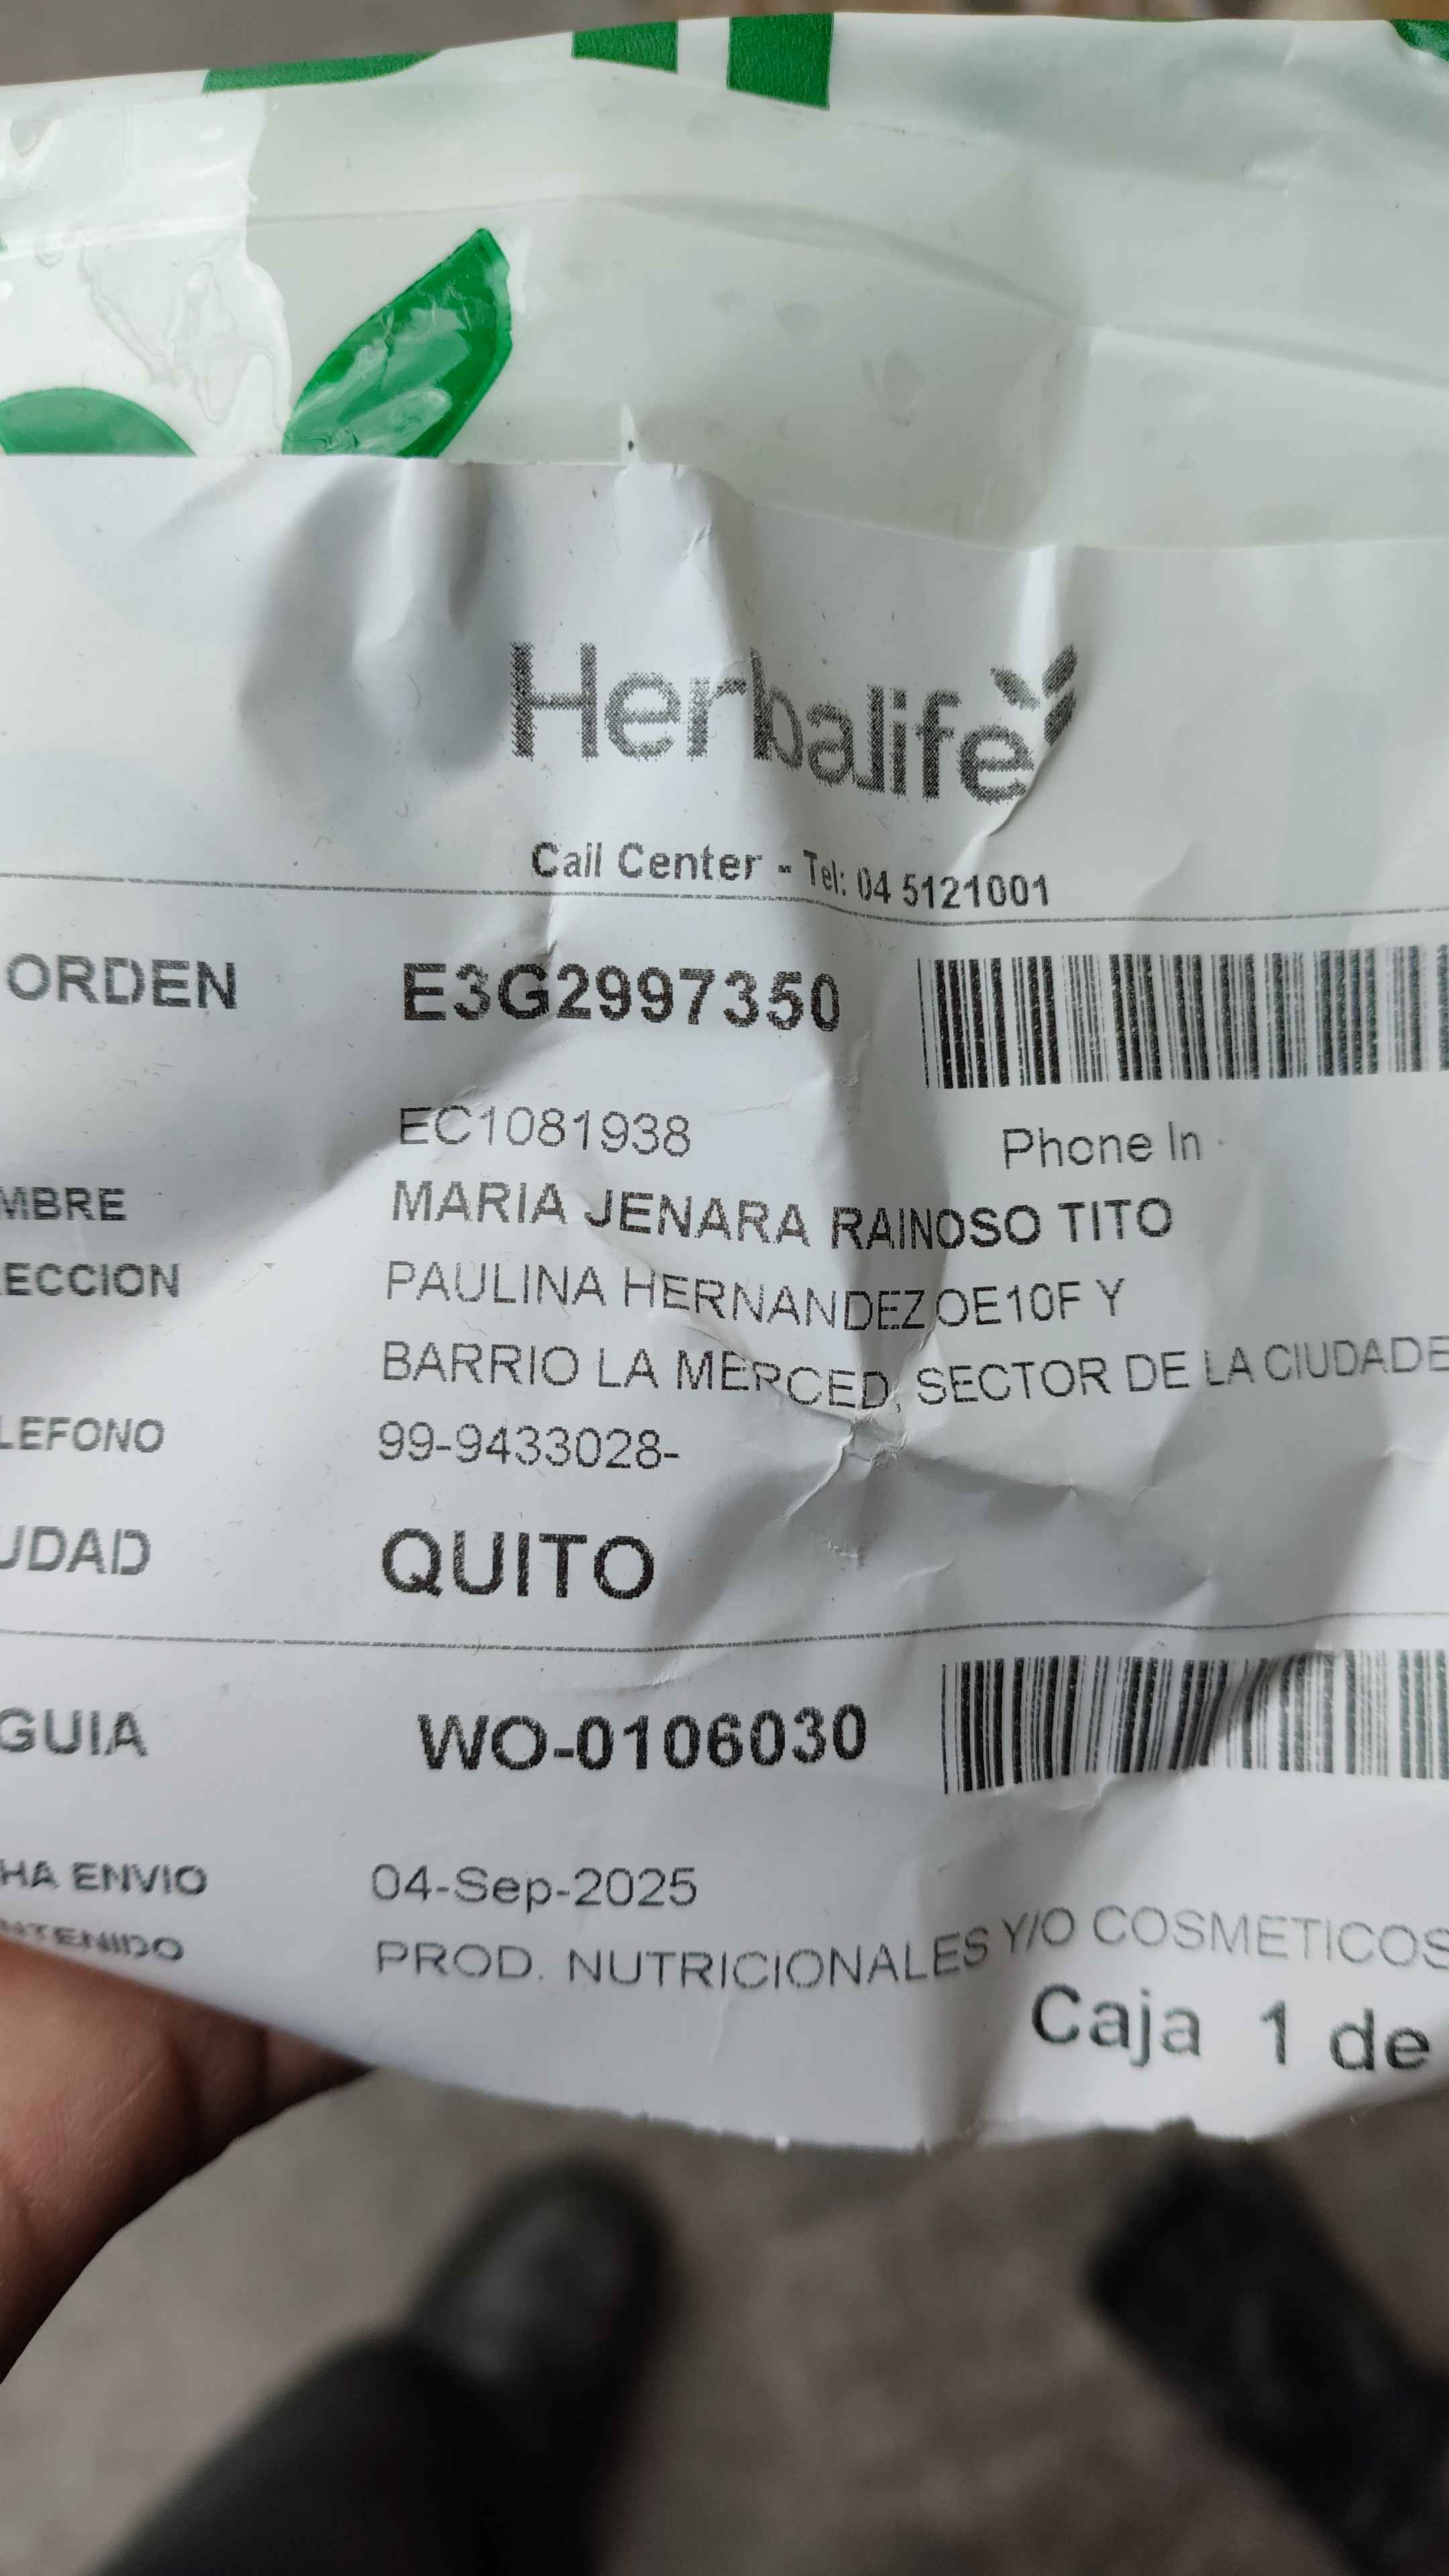 Herbalife
Call Center - Tel: 04 5121001
ORDEN E3G2997350
EC1081938 Phone In
MBRE MARIA JENARA RAINOSO TITO
ECCION PAULINA HERNANDEZ OE10F Y
BARRIO LA MERCED, SECTOR DE LA CIUDADE
LEFONO 99-9433028-
UDAD QUITO
GUIA WO-0106030
HA ENVIO 04-Sep-2025
NTENIDO PROD. NUTRICIONALES Y/O COSMETICOS
Caja 1 de